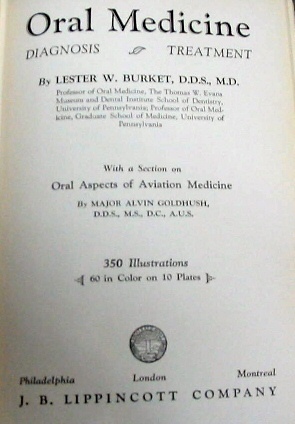 Oral Medicine
DIAGNOSIS TREATMENT
By LESTER W. BURKET, D.D.S., M.D.
Professor of Oral Medicine, The Thomas W. Evans
Museum and Dental Institute School of Dentistry,
University of Pennsylvania; Professor of Oral Med-
icine, Graduate School of Medicine, University of
Pennsylvania
With a Section on
Oral Aspects of Aviation Medicine
By MAJOR ALVIN GOLDHUSH,
D.D.S., M.S., D.C., A.U.S.
350 Illustrations
60 in Color on 10 Plates
Philadelphia London Montreal
J. B. LIPPINCOTT COMPANY